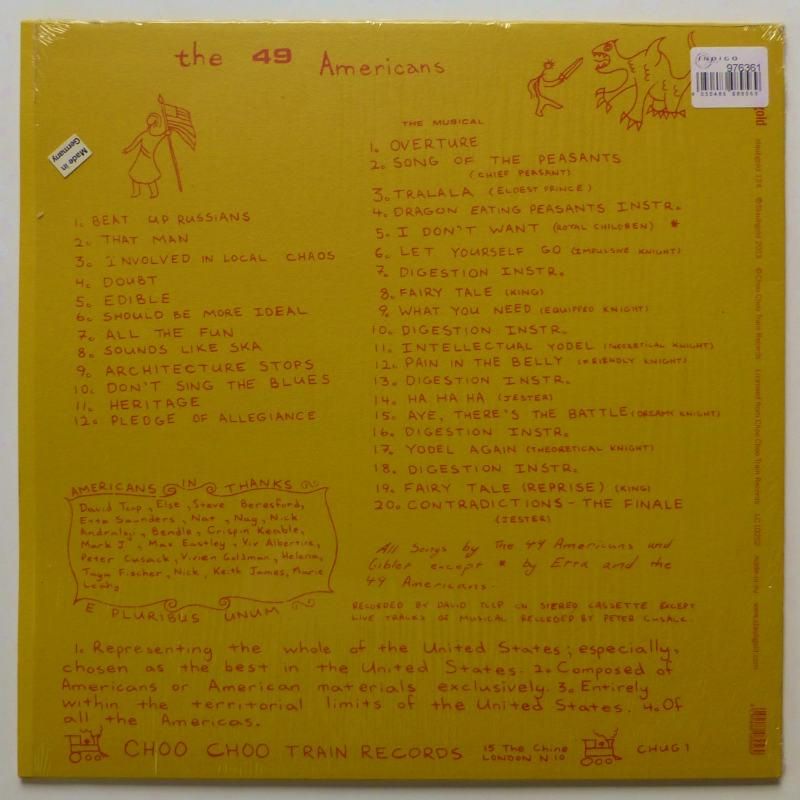 the 49 Americans
INDIGO
976361
Made in
Germany
1. BEAT UP RUSSIANS
2. THAT MAN
3. INVOLVED IN LOCAL CHAOS
4. DOUBT
5. EDIBLE
6. SHOULD BE MORE IDEAL
7. ALL THE FUN
8. SOUNDS LIKE SKA
9. ARCHITECTURE STOPS
10. DON'T SING THE BLUES
11. HERITAGE
12. PLEDGE OF ALLEGIANCE
THE MUSICAL
1. OVERTURE
2. SONG OF THE PEASANTS
(CHIEF PEASANT)
3. TRALALA (ELDEST PRINCE)
4. DRAGON EATING PEASANTS INSTR.
5. I DON'T WANT (ROYAL CHILDREN) *
6. LET YOURSELF GO (IMPULSIVE KNIGHT)
7. DIGESTION INSTR.
8. FAIRY TALE (KING)
9. WHAT YOU NEED (EQUIPPED KNIGHT)
10. DIGESTION INSTR.
11. INTELLECTUAL YODEL (THEORETICAL KNIGHT)
12. PAIN IN THE BELLY (FRIENDLY KNIGHT)
13. DIGESTION INSTR.
14. HA HA HA (JESTER)
15. AYE, THERE'S THE BATTLE (DREAMY KNIGHT)
16. DIGESTION INSTR.
17. YODEL AGAIN (THEORETICAL KNIGHT)
18. DIGESTION INSTR.
19. FAIRY TALE (REPRISE) (KING)
20. CONTRADICTIONS - THE FINALE
(JESTER)
AMERICANS IN THANKS
David Toop, Else, Steve Beresford,
Etta Saunders, Nat, Nag, Nick
Bendle, Crispin Keable,
Mark J, Max Eastley, Viv Albertine,
Peter Cusack, Vivien Goldman, Helena,
Taya Fischer, Nick, Keith James, Marie
Leahy
E PLURIBUS UNUM
All Songs by The 49 Americans and
Giblet except * by Etta and the
49 Americans.
RECORDED BY DAVID TOOP ON STEREO CASSETTE EXCEPT
LIVE TRACKS OF MUSICAL RECORDED BY PETER CUSACK.
1. Representing the whole of the United States; especially,
chosen as the best in the United States. 2. Composed of
Americans or American materials exclusively. 3. Entirely
within the territorial limits of the United States. 4. Of
all the Americas.
CHOO CHOO TRAIN RECORDS
15 The Chine
LONDON N10
CHUG 1